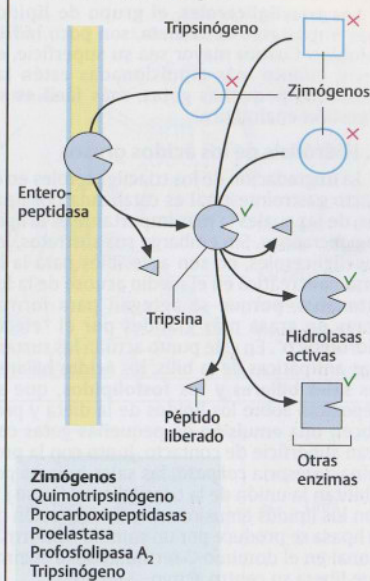 Tripsinógeno
Zimógenos
Entero-
peptidasa
Tripsina
Hidrolasas
activas
Péptido
liberado
Otras
enzimas
Zimógenos
Quimotripsinógeno
Procarboxipeptidasas
Proelastasa
Profosfolipasa A₂
Tripsinógeno